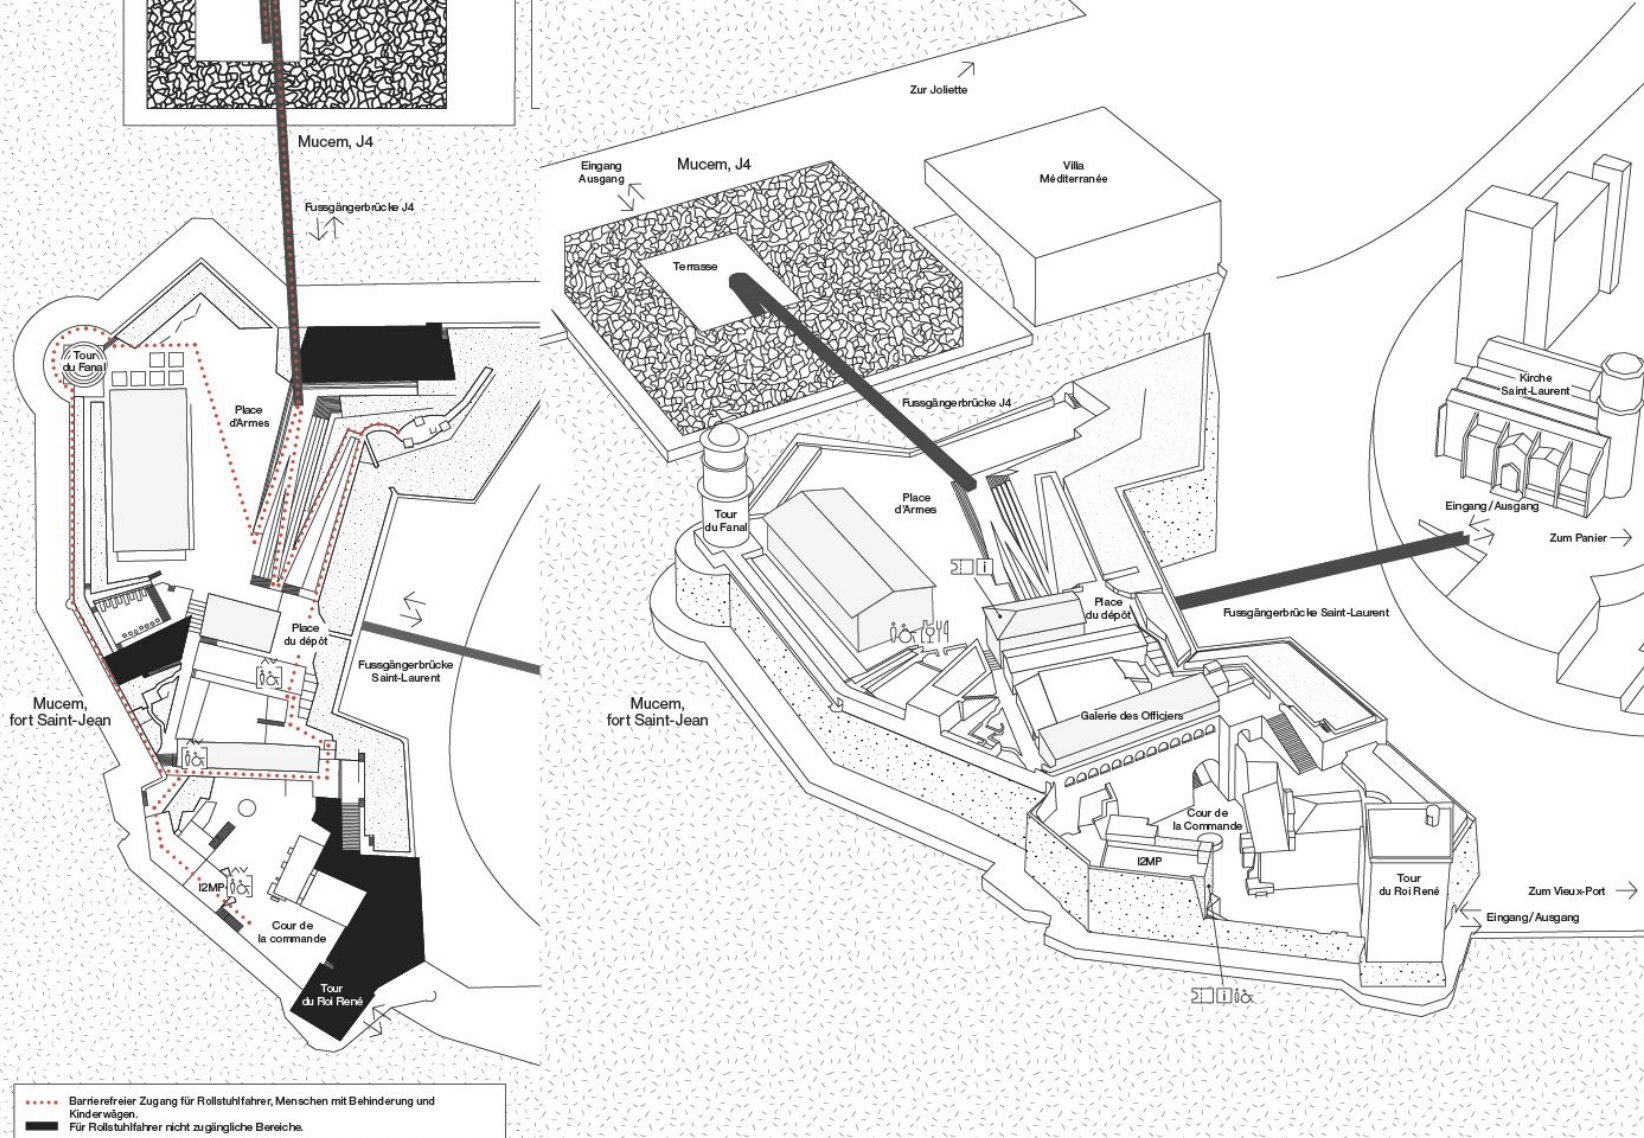 Mucem, J4
Fussgängerbrücke J4
Tour
du Fanal
Place
d'Armes
Place
du dépôt
Fussgängerbrücke
Saint-Laurent
Mucem,
fort Saint-Jean
I2MP
Cour de
la commande
Tour
du Roi René
Barrierefreier Zugang für Rollstuhlfahrer, Menschen mit Behinderung und
Kinderwägen.
Für Rollstuhlfahrer nicht zugängliche Bereiche.
Zur Joliette
Eingang
Ausgang
Mucem, J4
Villa
Méditerranée
Terrasse
Fussgängerbrücke J4
Kirche
Saint-Laurent
Place
d'Armes
Tour
du Fanal
Eingang/Ausgang
Zum Panier
i
Place
du dépôt
Fussgängerbrücke Saint-Laurent
Mucem,
fort Saint-Jean
Galerie des Officiers
Cour de
la Commande
I2MP
Tour
du Roi René
Zum Vieux-Port
Eingang/Ausgang
i